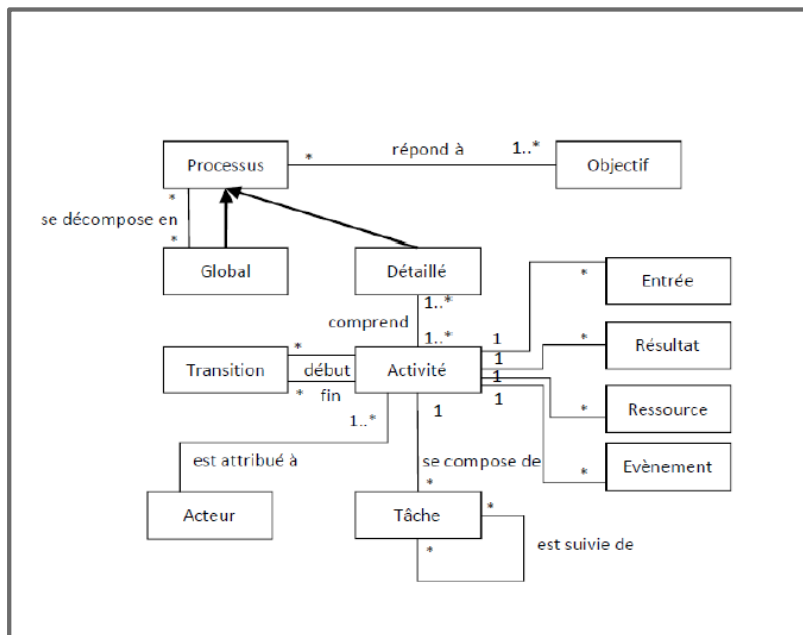 Processus
*
répond à
1..*
Objectif
*
se décompose en
*
Global
Détaillé
1..*
comprend
1..*
*
Entrée
1
*
Résultat
1
Transition
*
début
fin
*
Activité
1
1
*
Ressource
*
Evènement
1..*
1
est attribué à
se compose de
*
Acteur
Tâche
*
*
est suivie de